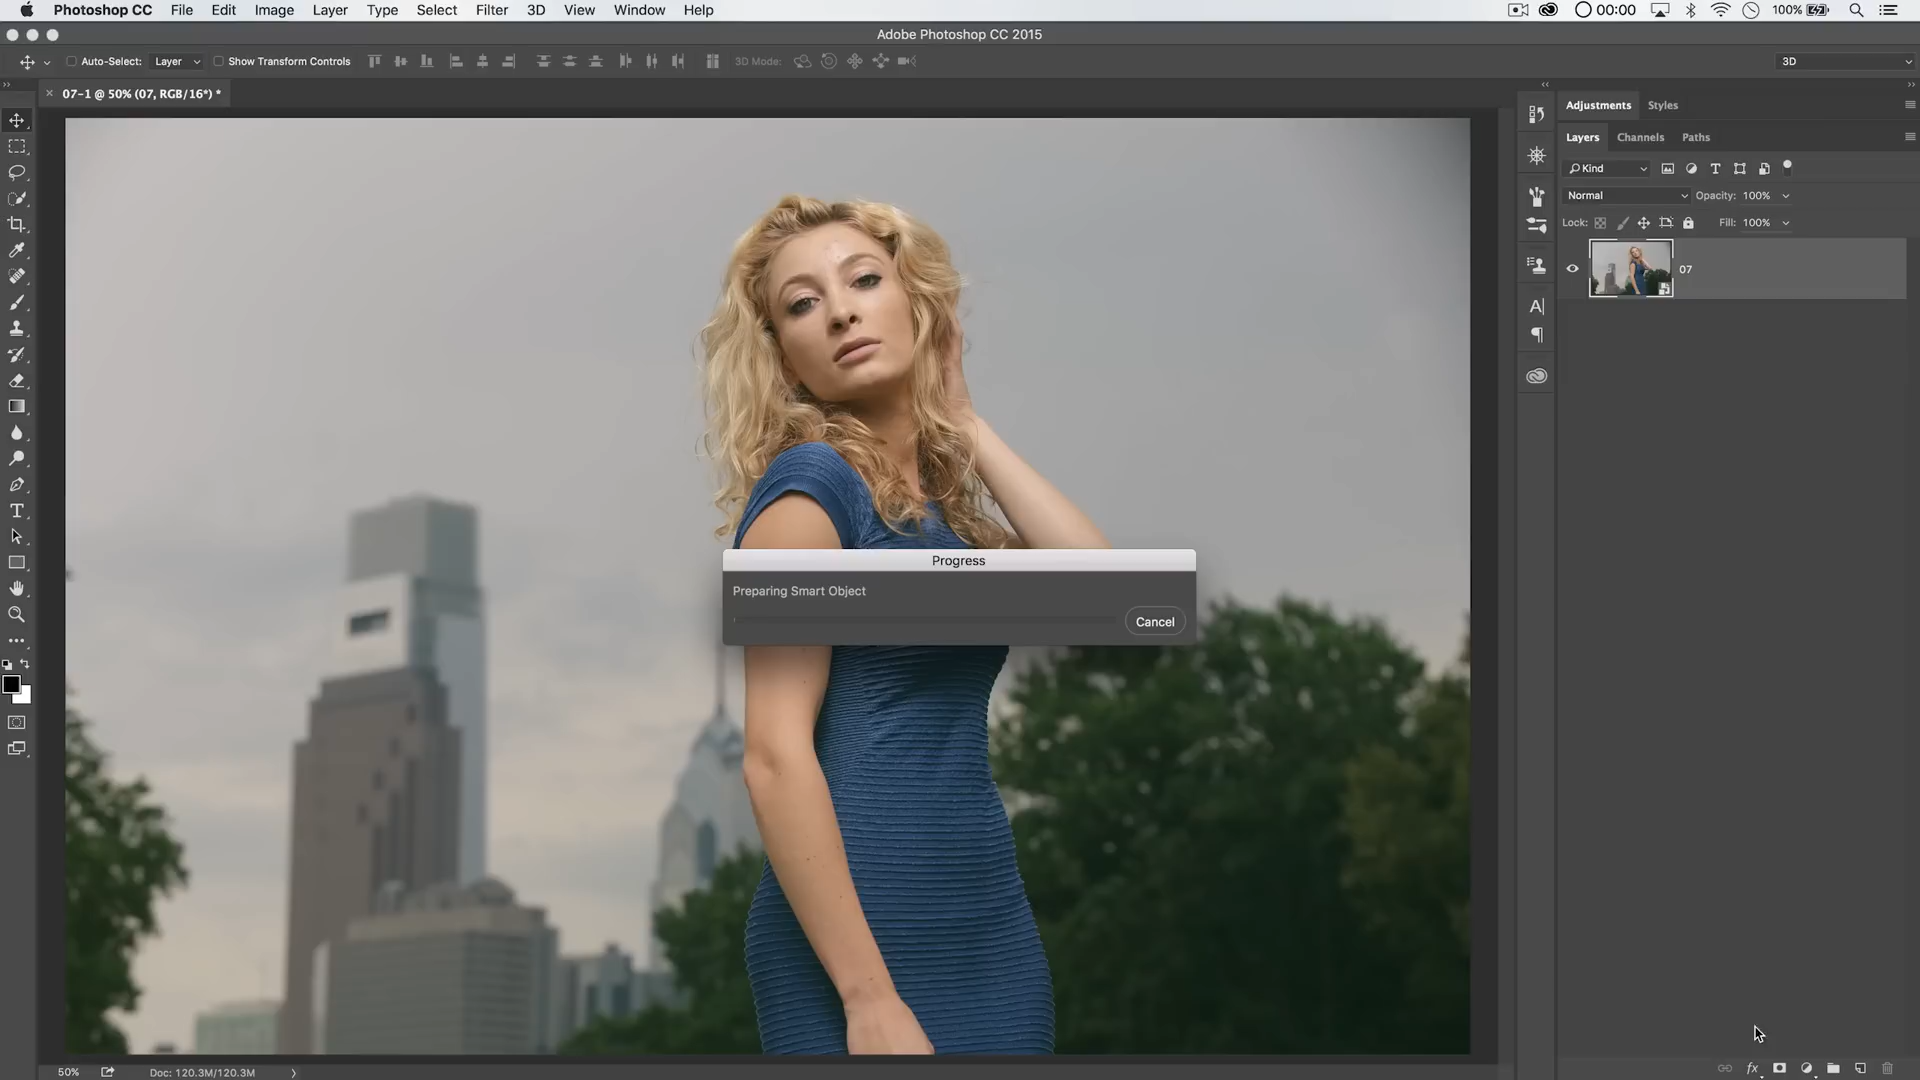 Photoshop CC File Edit Image Layer Type Select Filter 3D View Window Help 00:00 100%
Adobe Photoshop CC 2015
Auto-Select: Layer Show Transform Controls 3D Mode: 3D
× 07-1 @ 50% (07, RGB/16*) *
Adjustments Styles
Layers Channels Paths
Kind
Normal Opacity: 100%
Lock: Fill: 100%
07
Progress
Preparing Smart Object
Cancel
50% Doc: 120.3M/120.3M